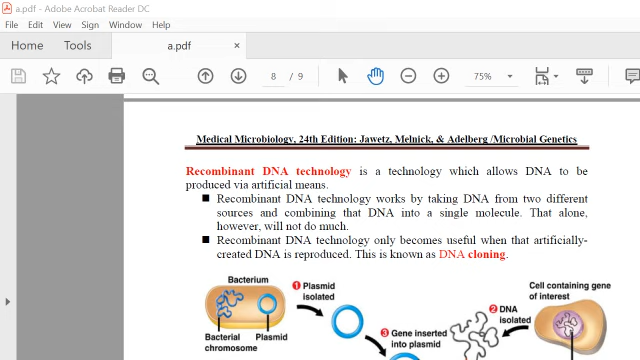 a.pdf - Adobe Acrobat Reader DC
File Edit View Sign Window Help
Home Tools a.pdf ×
8 / 9 75%
Medical Microbiology, 24th Edition: Jawetz, Melnick, & Adelberg /Microbial Genetics
Recombinant DNA technology is a technology which allows DNA to be
produced via artificial means.
■ Recombinant DNA technology works by taking DNA from two different
sources and combining that DNA into a single molecule. That alone,
however, will not do much.
■ Recombinant DNA technology only becomes useful when that artificially-
created DNA is reproduced. This is known as DNA cloning.
Bacterium
1 Plasmid
isolated
Cell containing gene
of interest
2 DNA
isolated
Bacterial
chromosome
Plasmid
3 Gene inserted
into plasmid